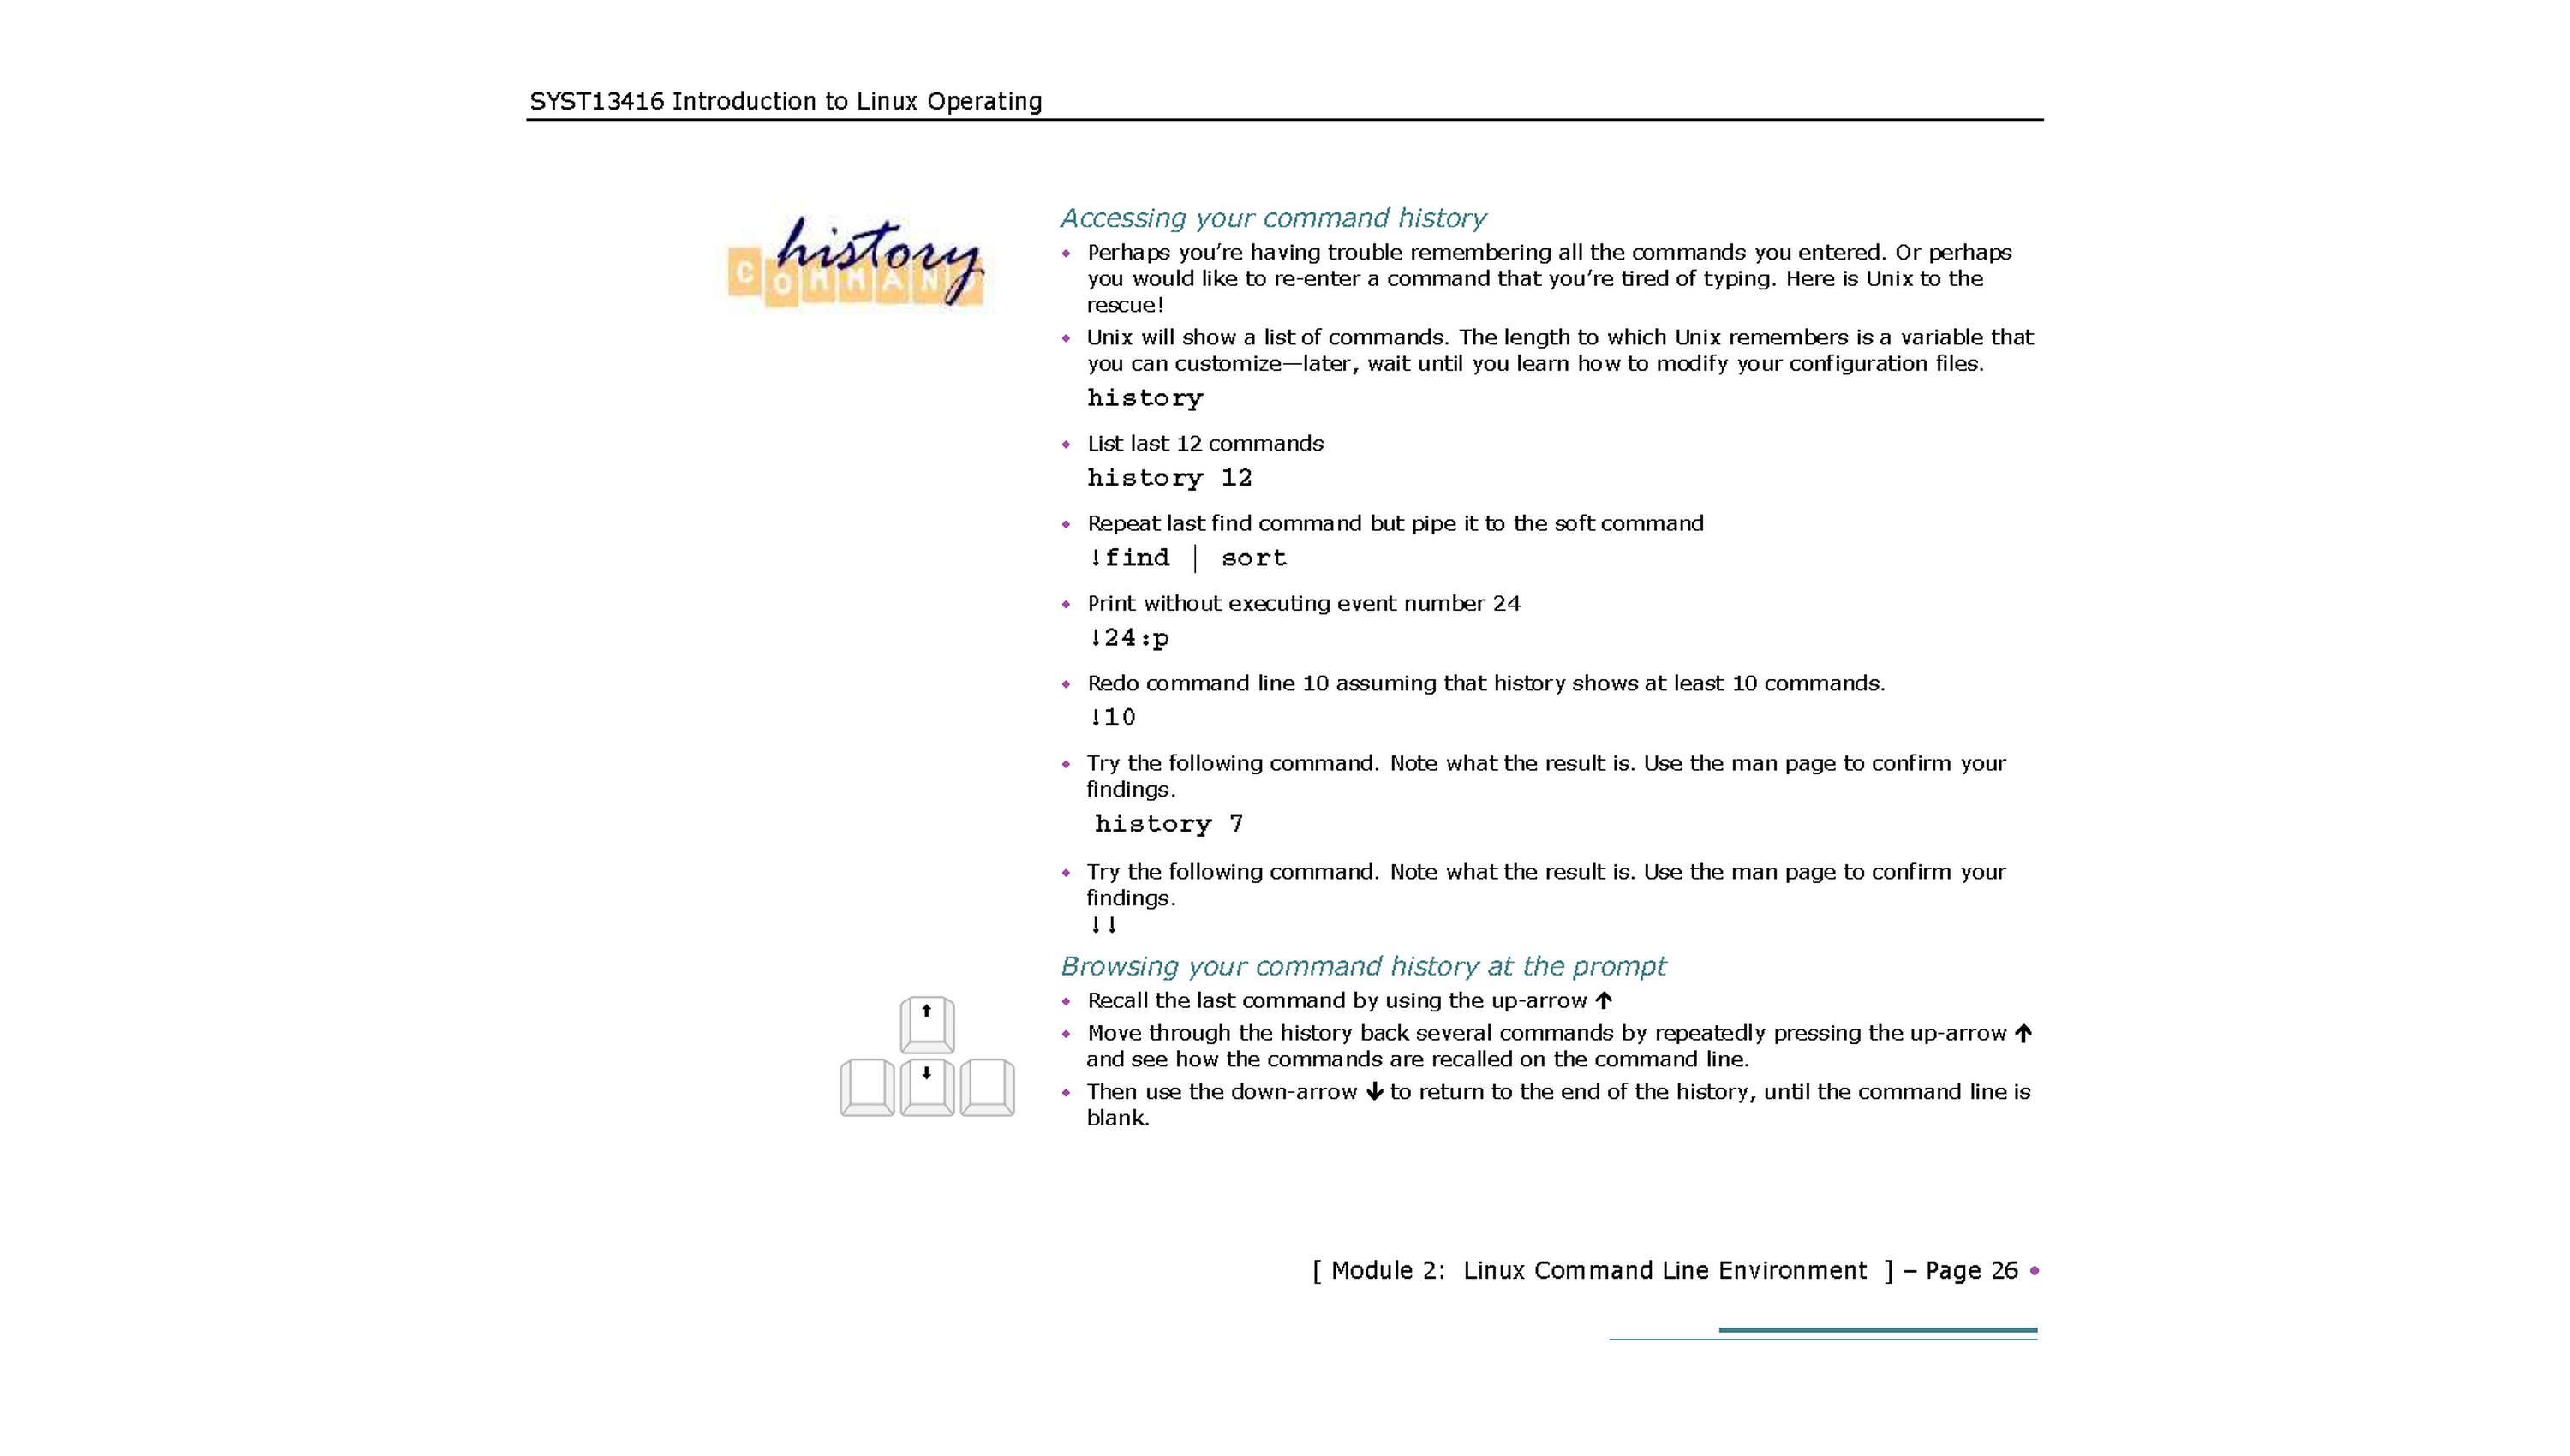 SYST13416 Introduction to Linux Operating
history
COMMAND
Accessing your command history
• Perhaps you're having trouble remembering all the commands you entered. Or perhaps
you would like to re-enter a command that you're tired of typing. Here is Unix to the
rescue!
• Unix will show a list of commands. The length to which Unix remembers is a variable that
you can customize—later, wait until you learn how to modify your configuration files.
history
• List last 12 commands
history 12
• Repeat last find command but pipe it to the soft command
!find | sort
• Print without executing event number 24
!24:p
• Redo command line 10 assuming that history shows at least 10 commands.
!10
• Try the following command. Note what the result is. Use the man page to confirm your
findings.
history 7
• Try the following command. Note what the result is. Use the man page to confirm your
findings.
!!
Browsing your command history at the prompt
• Recall the last command by using the up-arrow ↑
• Move through the history back several commands by repeatedly pressing the up-arrow ↑
and see how the commands are recalled on the command line.
• Then use the down-arrow ↓ to return to the end of the history, until the command line is
blank.
[ Module 2: Linux Command Line Environment ] – Page 26 •